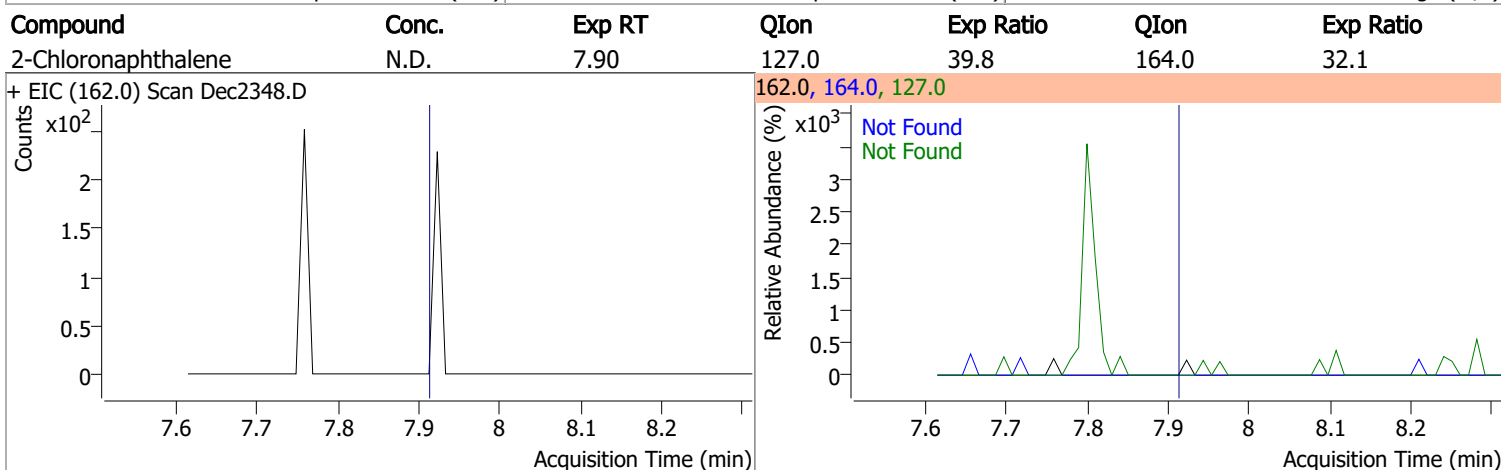 Compound Conc. Exp RT QIon Exp Ratio QIon Exp Ratio
2-Chloronaphthalene N.D. 7.90 127.0 39.8 164.0 32.1
+ EIC (162.0) Scan Dec2348.D
Counts
x10²
2
1.5
1
0.5
0
7.6 7.7 7.8 7.9 8 8.1 8.2
Acquisition Time (min)
162.0, 164.0, 127.0
Relative Abundance (%)
x10³
Not Found
Not Found
3
2.5
2
1.5
1
0.5
0
7.6 7.7 7.8 7.9 8 8.1 8.2
Acquisition Time (min)